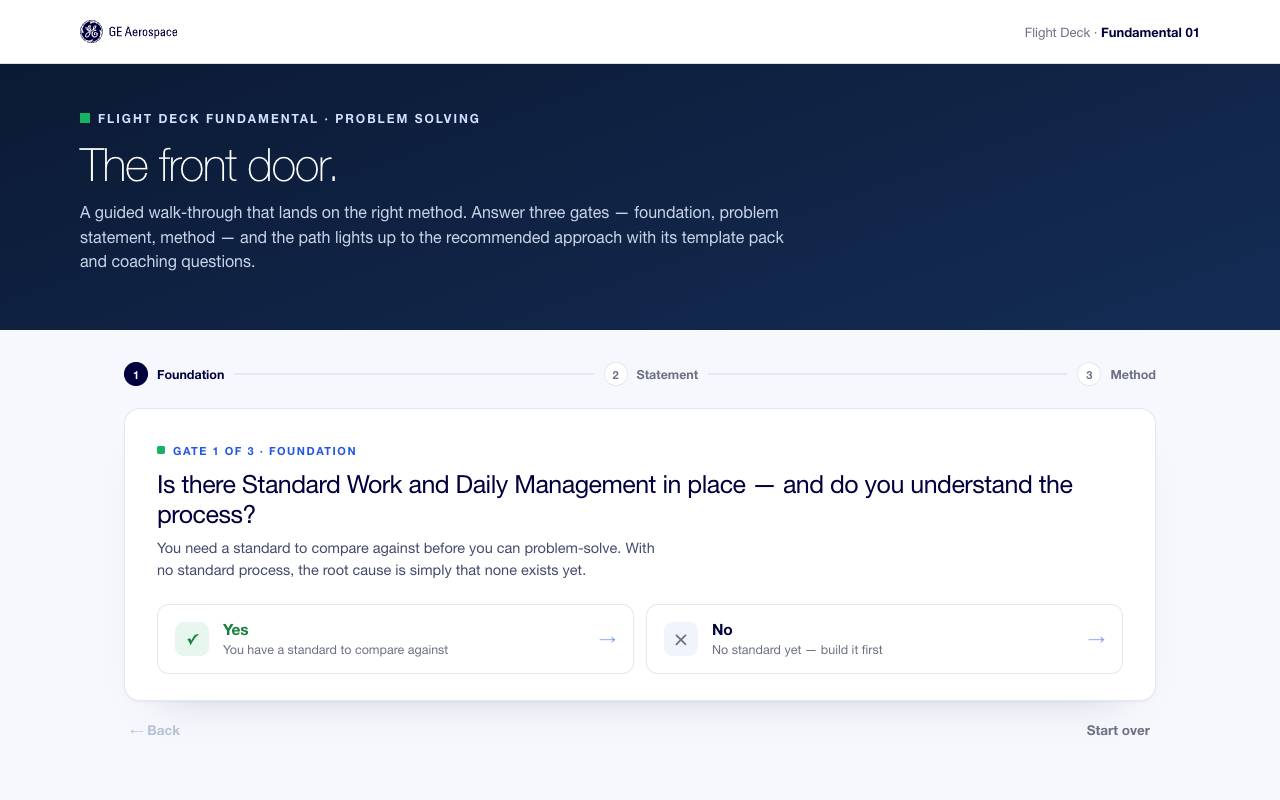 GE Aerospace
Flight Deck · Fundamental 01
FLIGHT DECK FUNDAMENTAL · PROBLEM SOLVING
The front door.
A guided walk-through that lands on the right method. Answer three gates — foundation, problem
statement, method — and the path lights up to the recommended approach with its template pack
and coaching questions.
1 Foundation
2 Statement
3 Method
GATE 1 OF 3 · FOUNDATION
Is there Standard Work and Daily Management in place — and do you understand the
process?
You need a standard to compare against before you can problem-solve. With
no standard process, the root cause is simply that none exists yet.
✓ Yes →
You have a standard to compare against
✕ No →
No standard yet — build it first
← Back
Start over